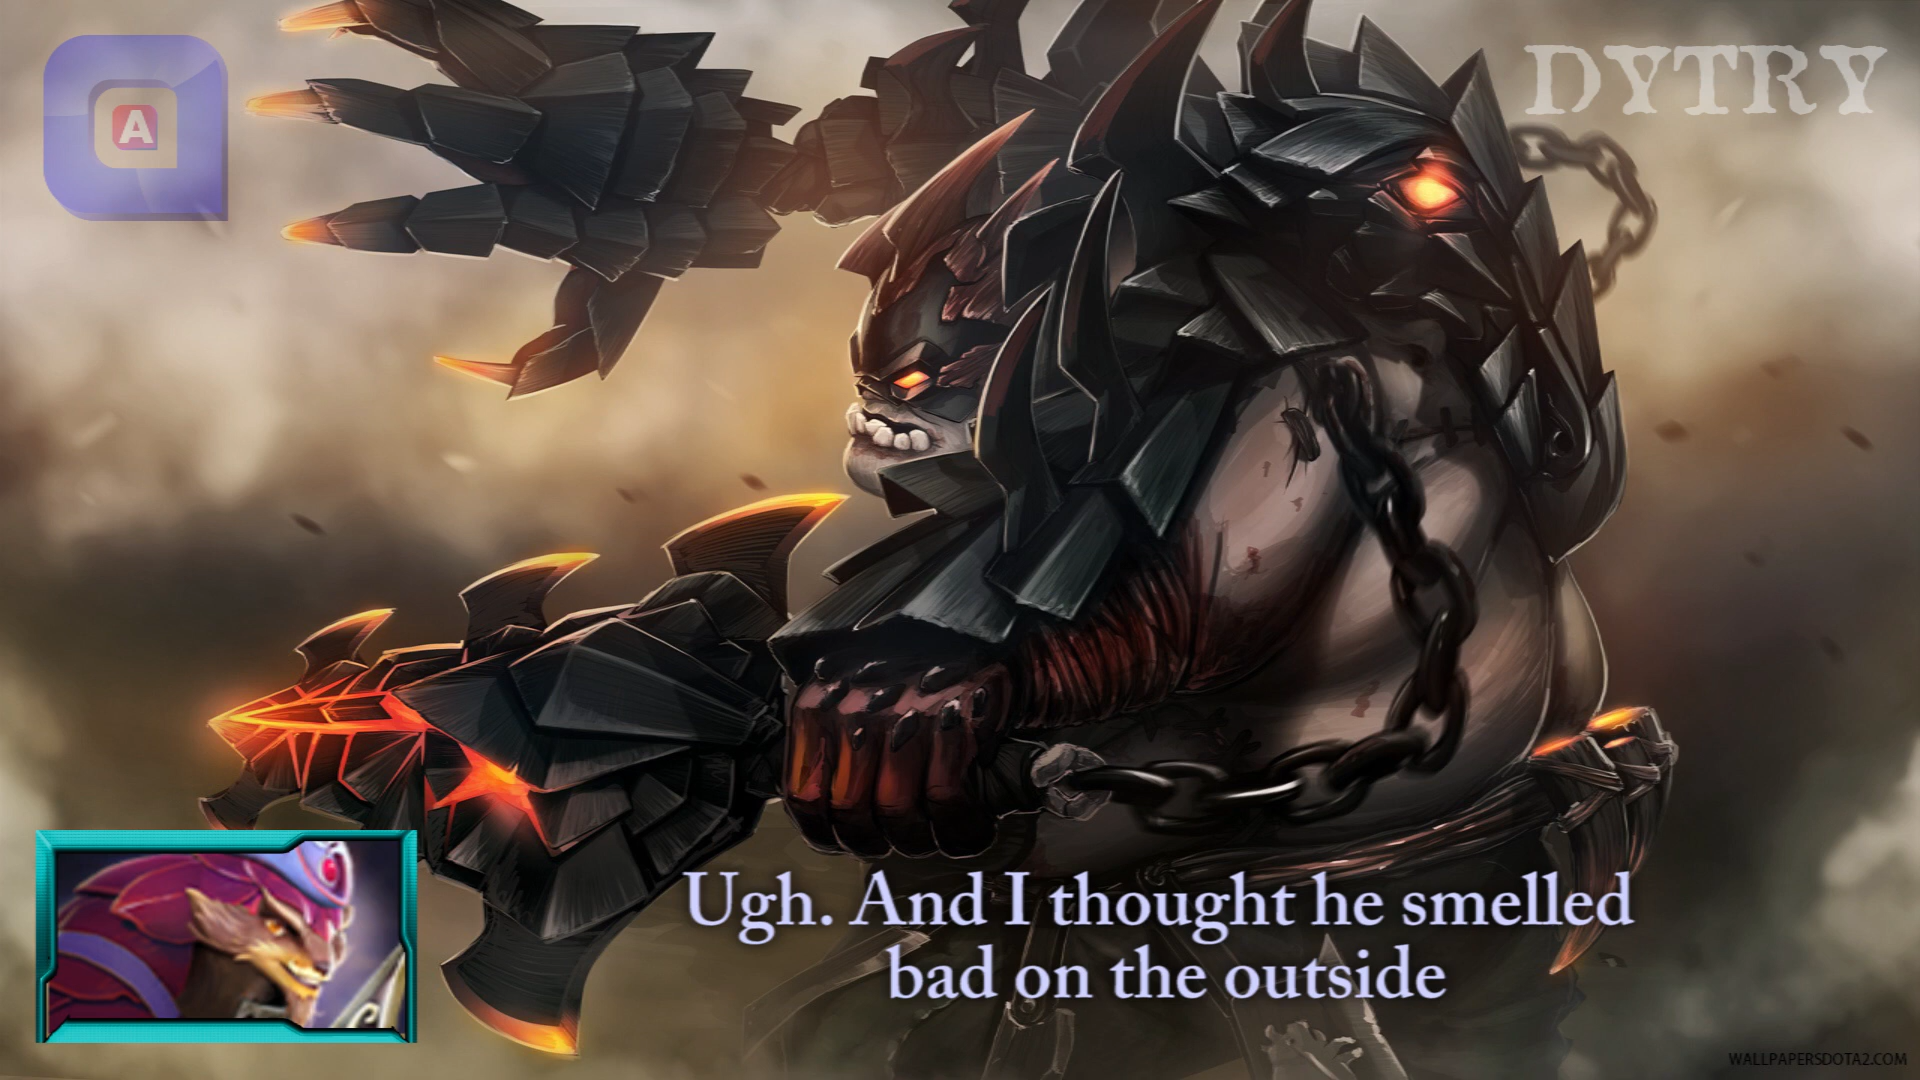 A
DYTRY
Ugh. And I thought he smelled
bad on the outside
WALLPAPERSDOTA2.COM